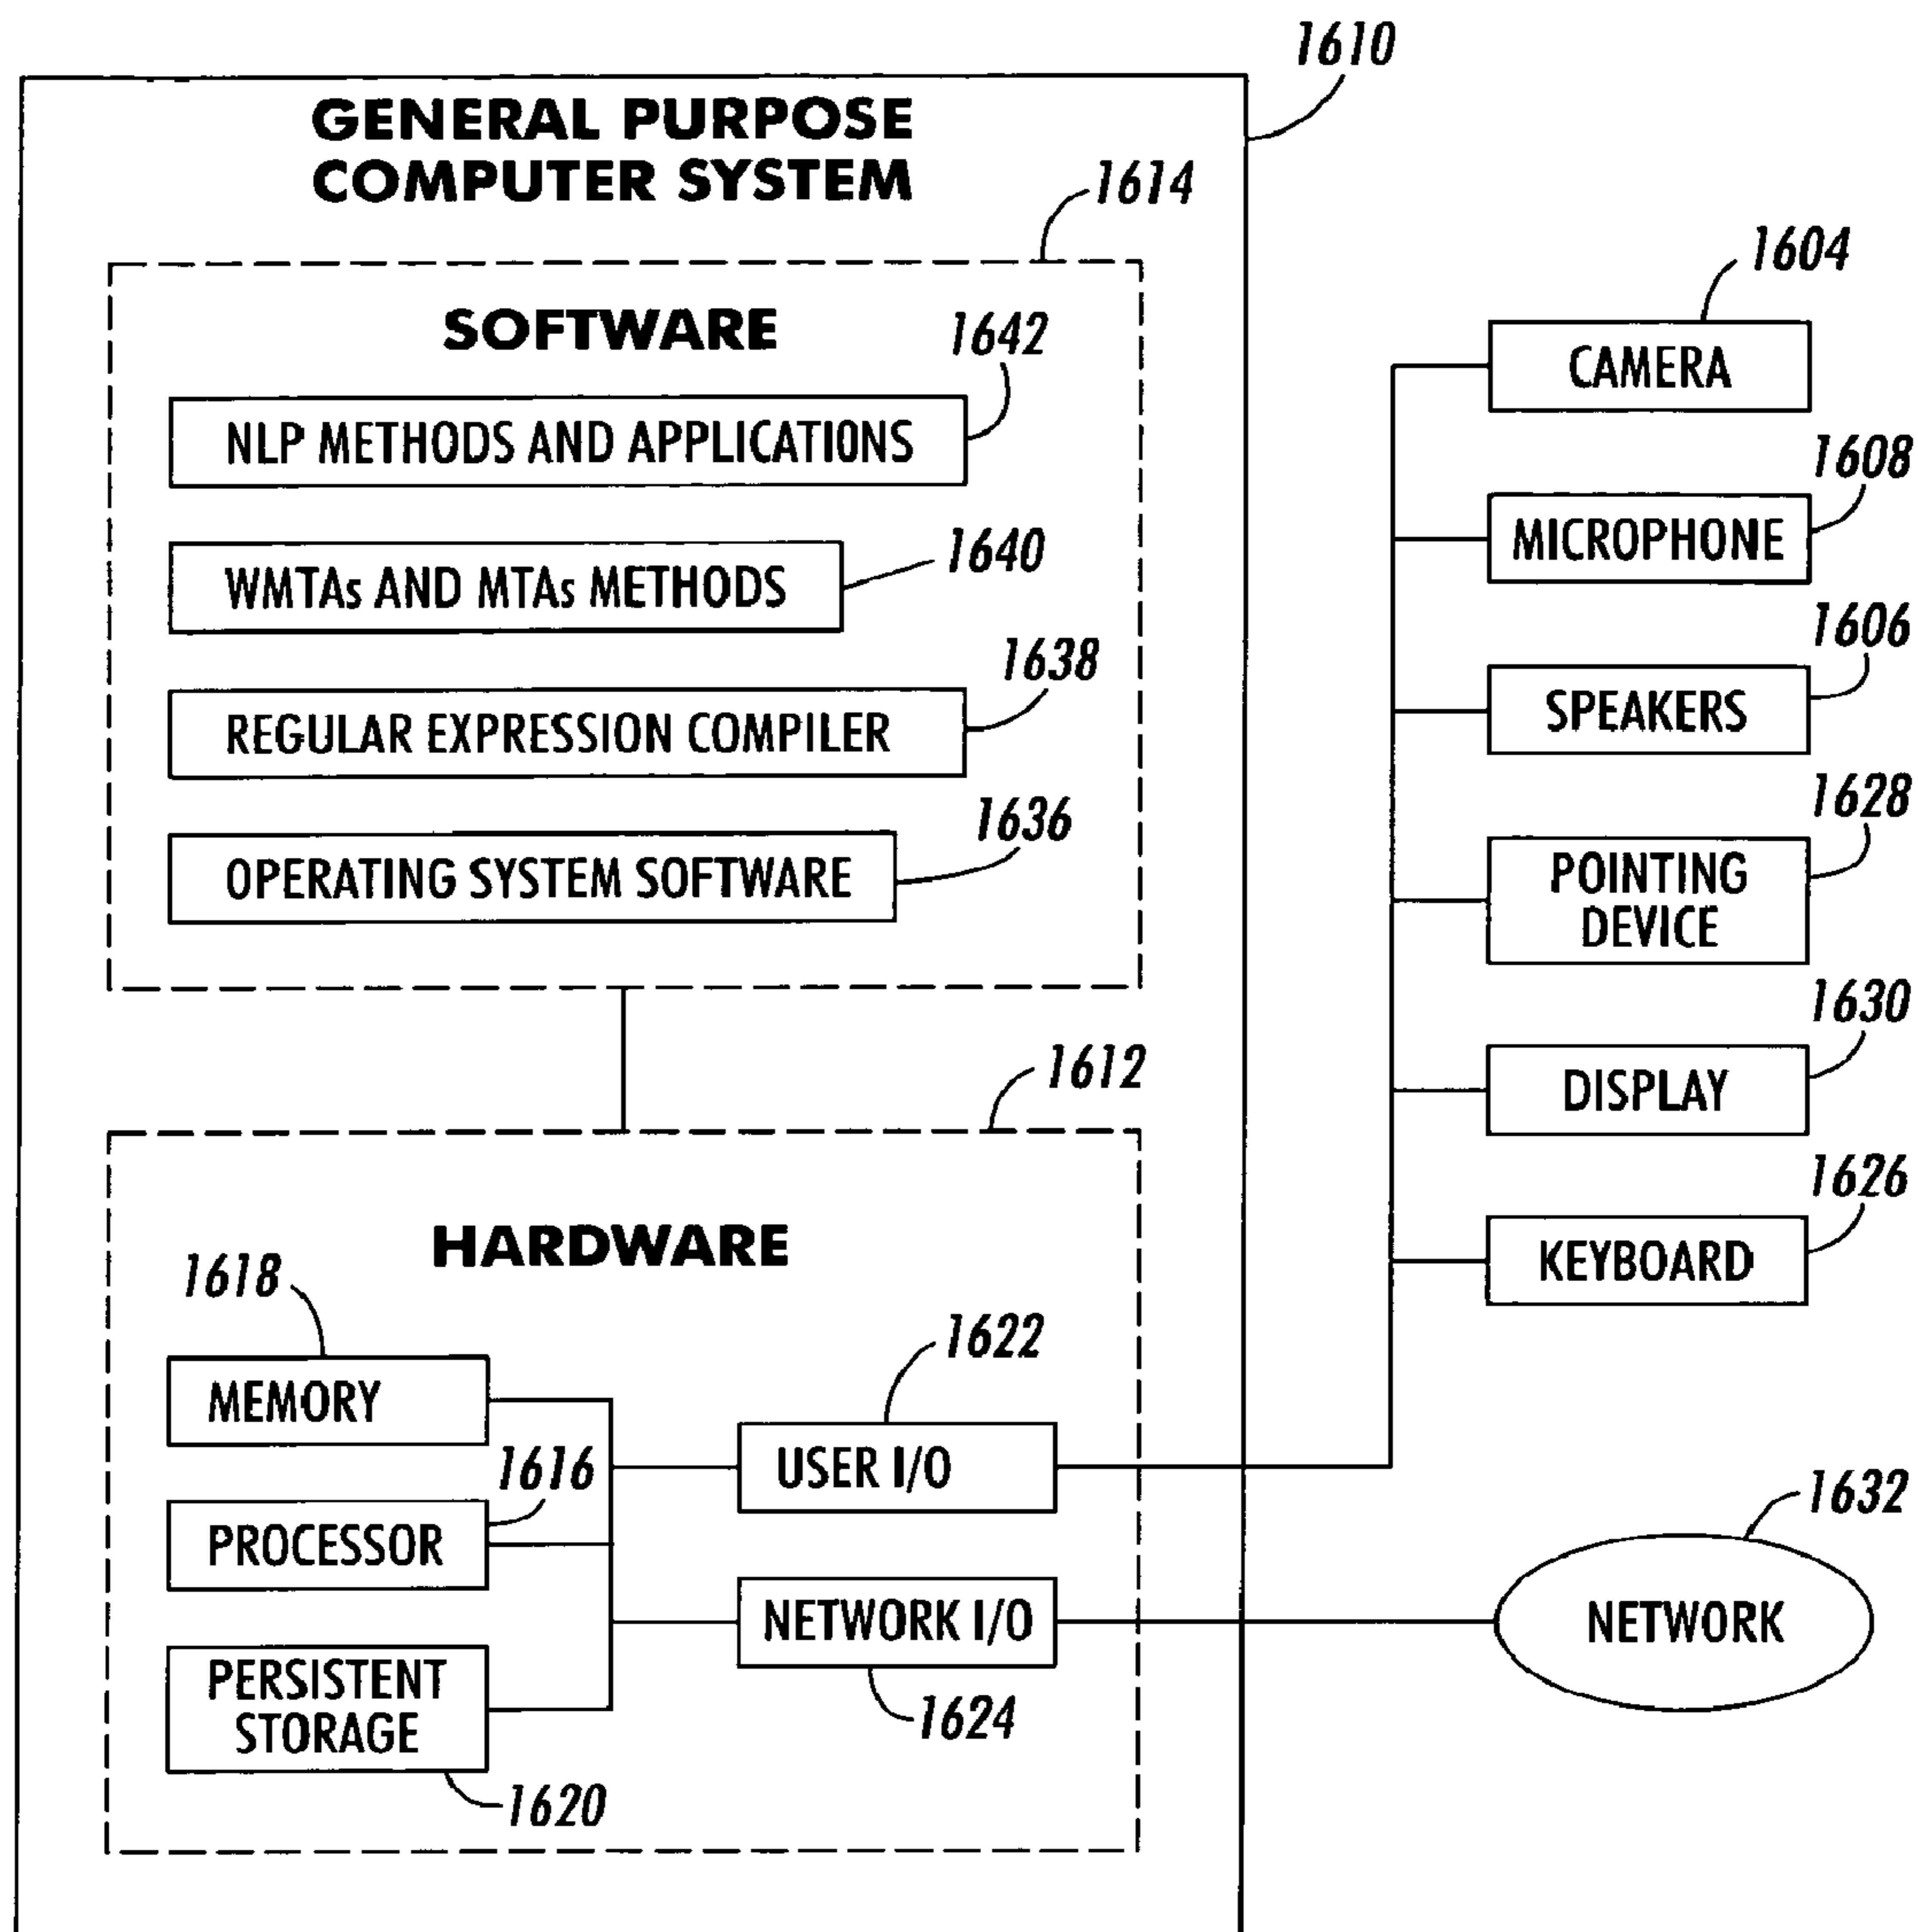 1610
GENERAL PURPOSE
COMPUTER SYSTEM
1614
SOFTWARE
1642
NLP METHODS AND APPLICATIONS
1640
WMTAs AND MTAs METHODS
1638
REGULAR EXPRESSION COMPILER
1636
OPERATING SYSTEM SOFTWARE
1612
HARDWARE
1618
MEMORY
1616
PROCESSOR
PERSISTENT
STORAGE
1620
1622
USER I/O
NETWORK I/O
1624
1604
CAMERA
1608
MICROPHONE
1606
SPEAKERS
1628
POINTING
DEVICE
1630
DISPLAY
1626
KEYBOARD
1632
NETWORK